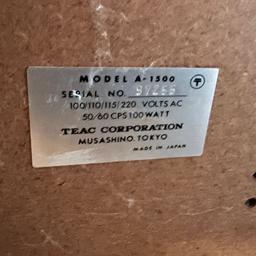 MODEL A-1500
SERIAL NO.
100/110/115/220 VOLTS AC
50/60 CPS 100 WATT
TEAC CORPORATION
MUSASHINO, TOKYO
MADE IN JAPAN